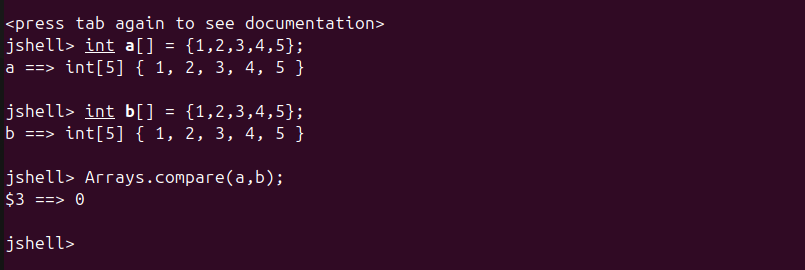 <press tab again to see documentation>
jshell> int a[] = {1,2,3,4,5};
a ==> int[5] { 1, 2, 3, 4, 5 }
jshell> int b[] = {1,2,3,4,5};
b ==> int[5] { 1, 2, 3, 4, 5 }
jshell> Arrays.compare(a,b);
$3 ==> 0
jshell>